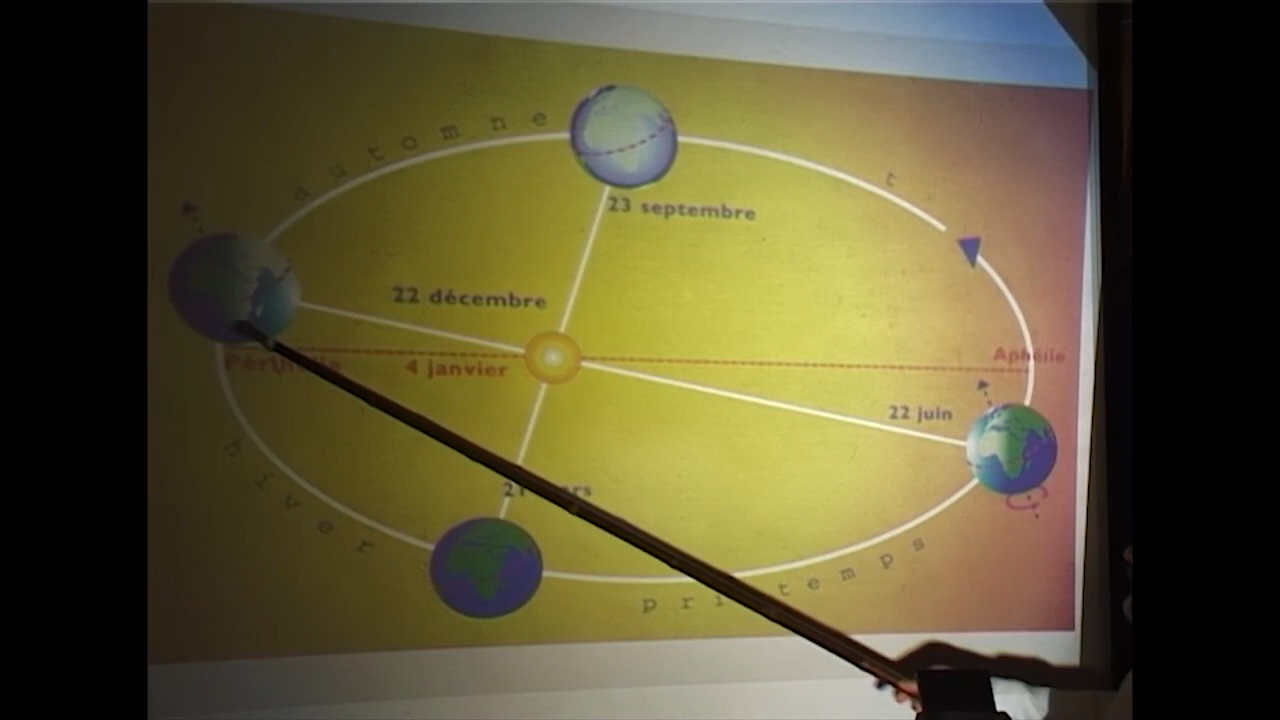 automne
23 septembre
22 décembre
4 janvier
Aphélie
22 juin
hiver
printemps